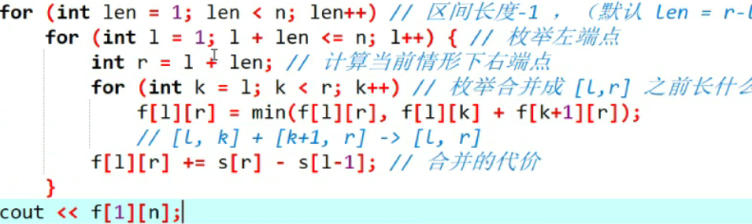 for (int len = 1; len < n; len++) // 区间长度-1 , (默认 len = r-l
for (int l = 1; l + len <= n; l++) { // 枚举左端点
int r = l + len; // 计算当前情形下右端点
for (int k = l; k < r; k++) // 枚举合并成 [l,r] 之前长什么
f[l][r] = min(f[l][r], f[l][k] + f[k+1][r]);
// [l, k] + [k+1, r] -> [l, r]
f[l][r] += s[r] - s[l-1]; // 合并的代价
}
cout << f[1][n];